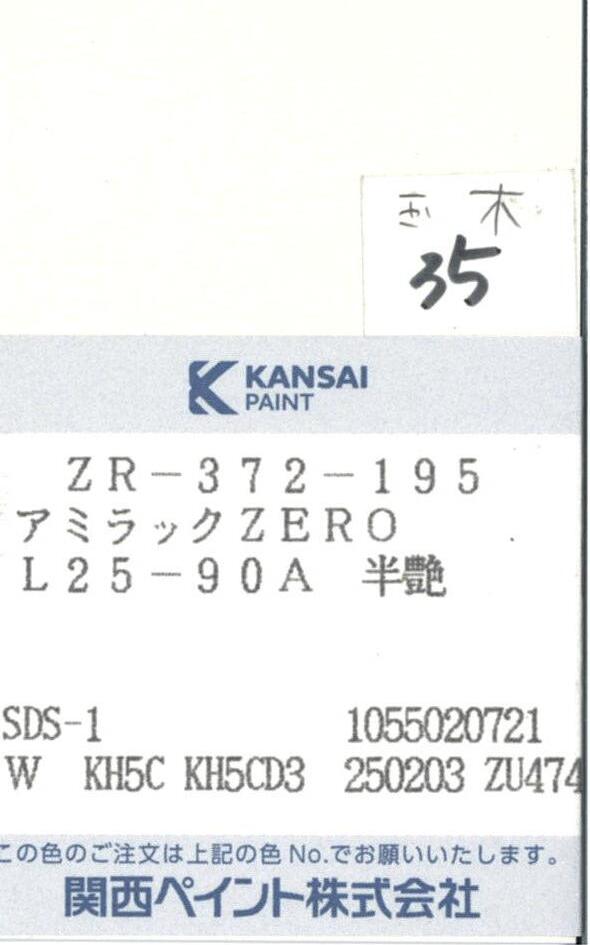 木
35
KANSAI
PAINT
ZR-372-195
アミラックZERO
L25-90A 半艶
SDS-1 1055020721
W KH5C KH5CD3 250203 ZU474
この色のご注文は上記の色 No.でお願いいたします。
関西ペイント株式会社